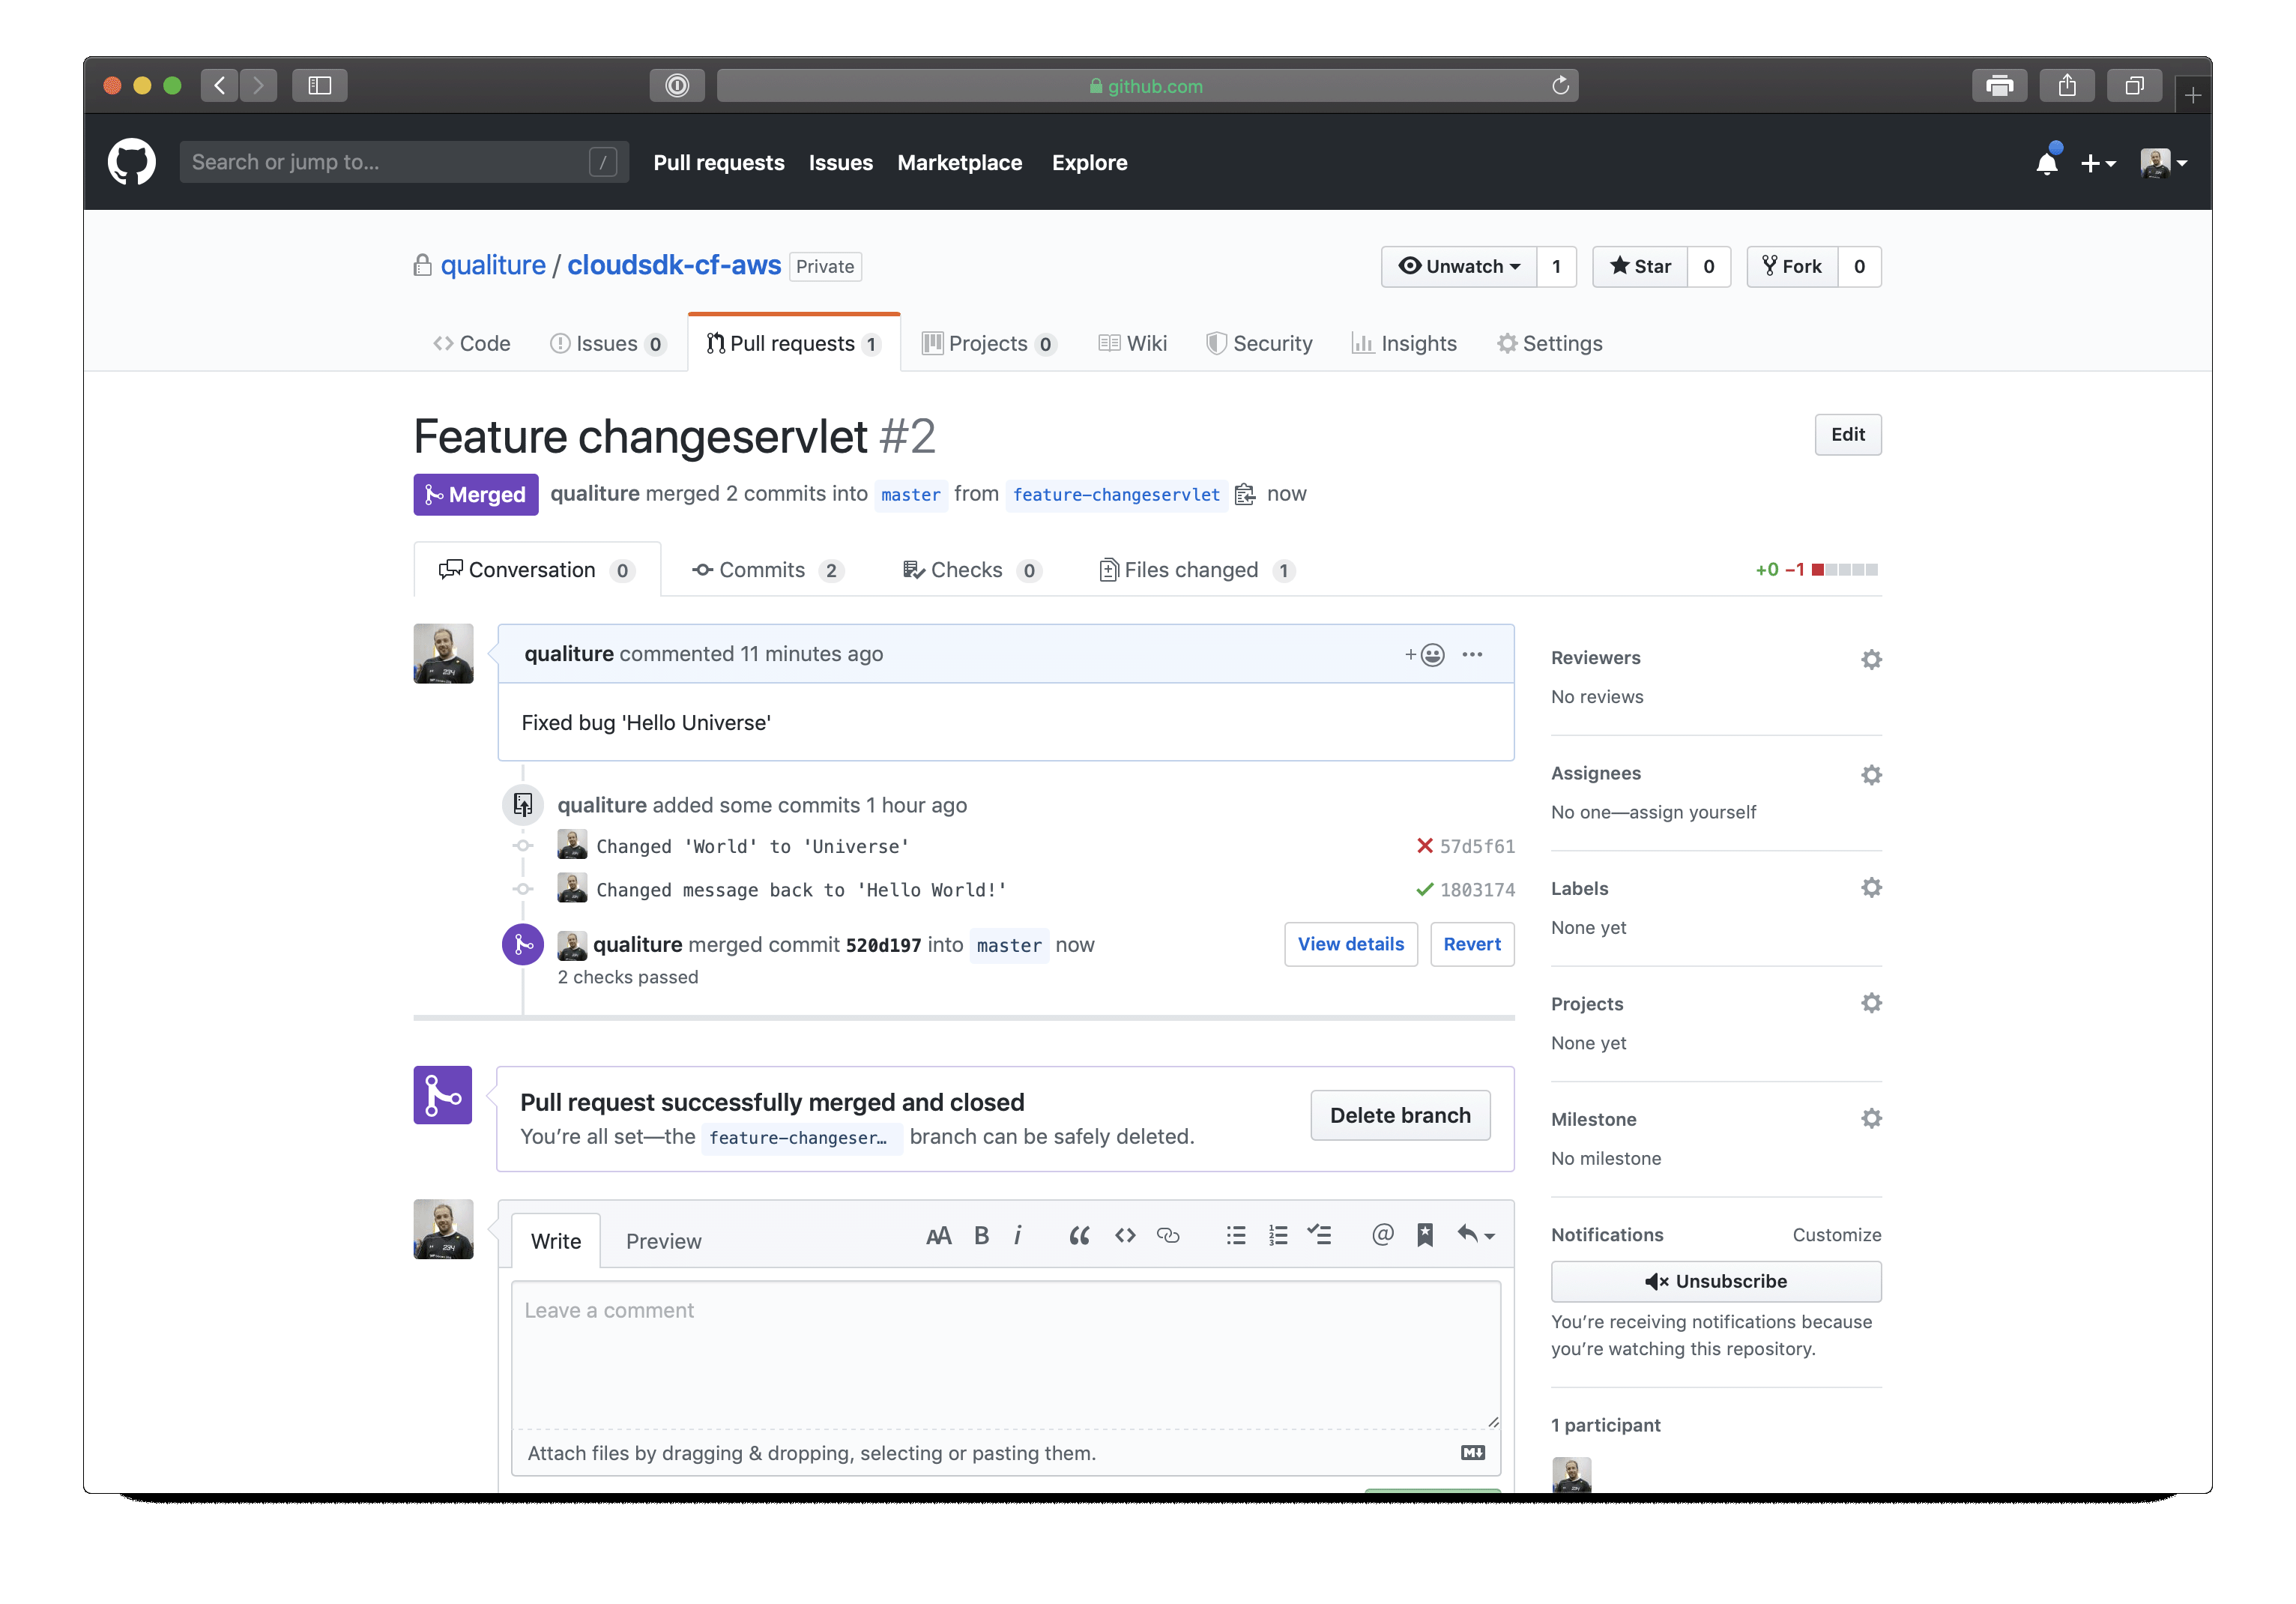 github.com
Search or jump to... /
Pull requests Issues Marketplace Explore
qualiture / cloudsdk-cf-aws Private
Unwatch 1 Star 0 Fork 0
Code Issues 0 Pull requests 1 Projects 0 Wiki Security Insights Settings
Feature changeservlet #2
Edit
Merged qualiture merged 2 commits into master from feature-changeservlet now
Conversation 0 Commits 2 Checks 0 Files changed 1 +0 −1
qualiture commented 11 minutes ago
Fixed bug 'Hello Universe'
qualiture added some commits 1 hour ago
Changed 'World' to 'Universe' 57d5f61
Changed message back to 'Hello World!' 1803174
qualiture merged commit 520d197 into master now
View details Revert
2 checks passed
Pull request successfully merged and closed
You’re all set—the feature-changeser… branch can be safely deleted.
Delete branch
Write Preview
Leave a comment
Attach files by dragging & dropping, selecting or pasting them.
Reviewers
No reviews
Assignees
No one—assign yourself
Labels
None yet
Projects
None yet
Milestone
No milestone
Notifications Customize
Unsubscribe
You’re receiving notifications because
you’re watching this repository.
1 participant